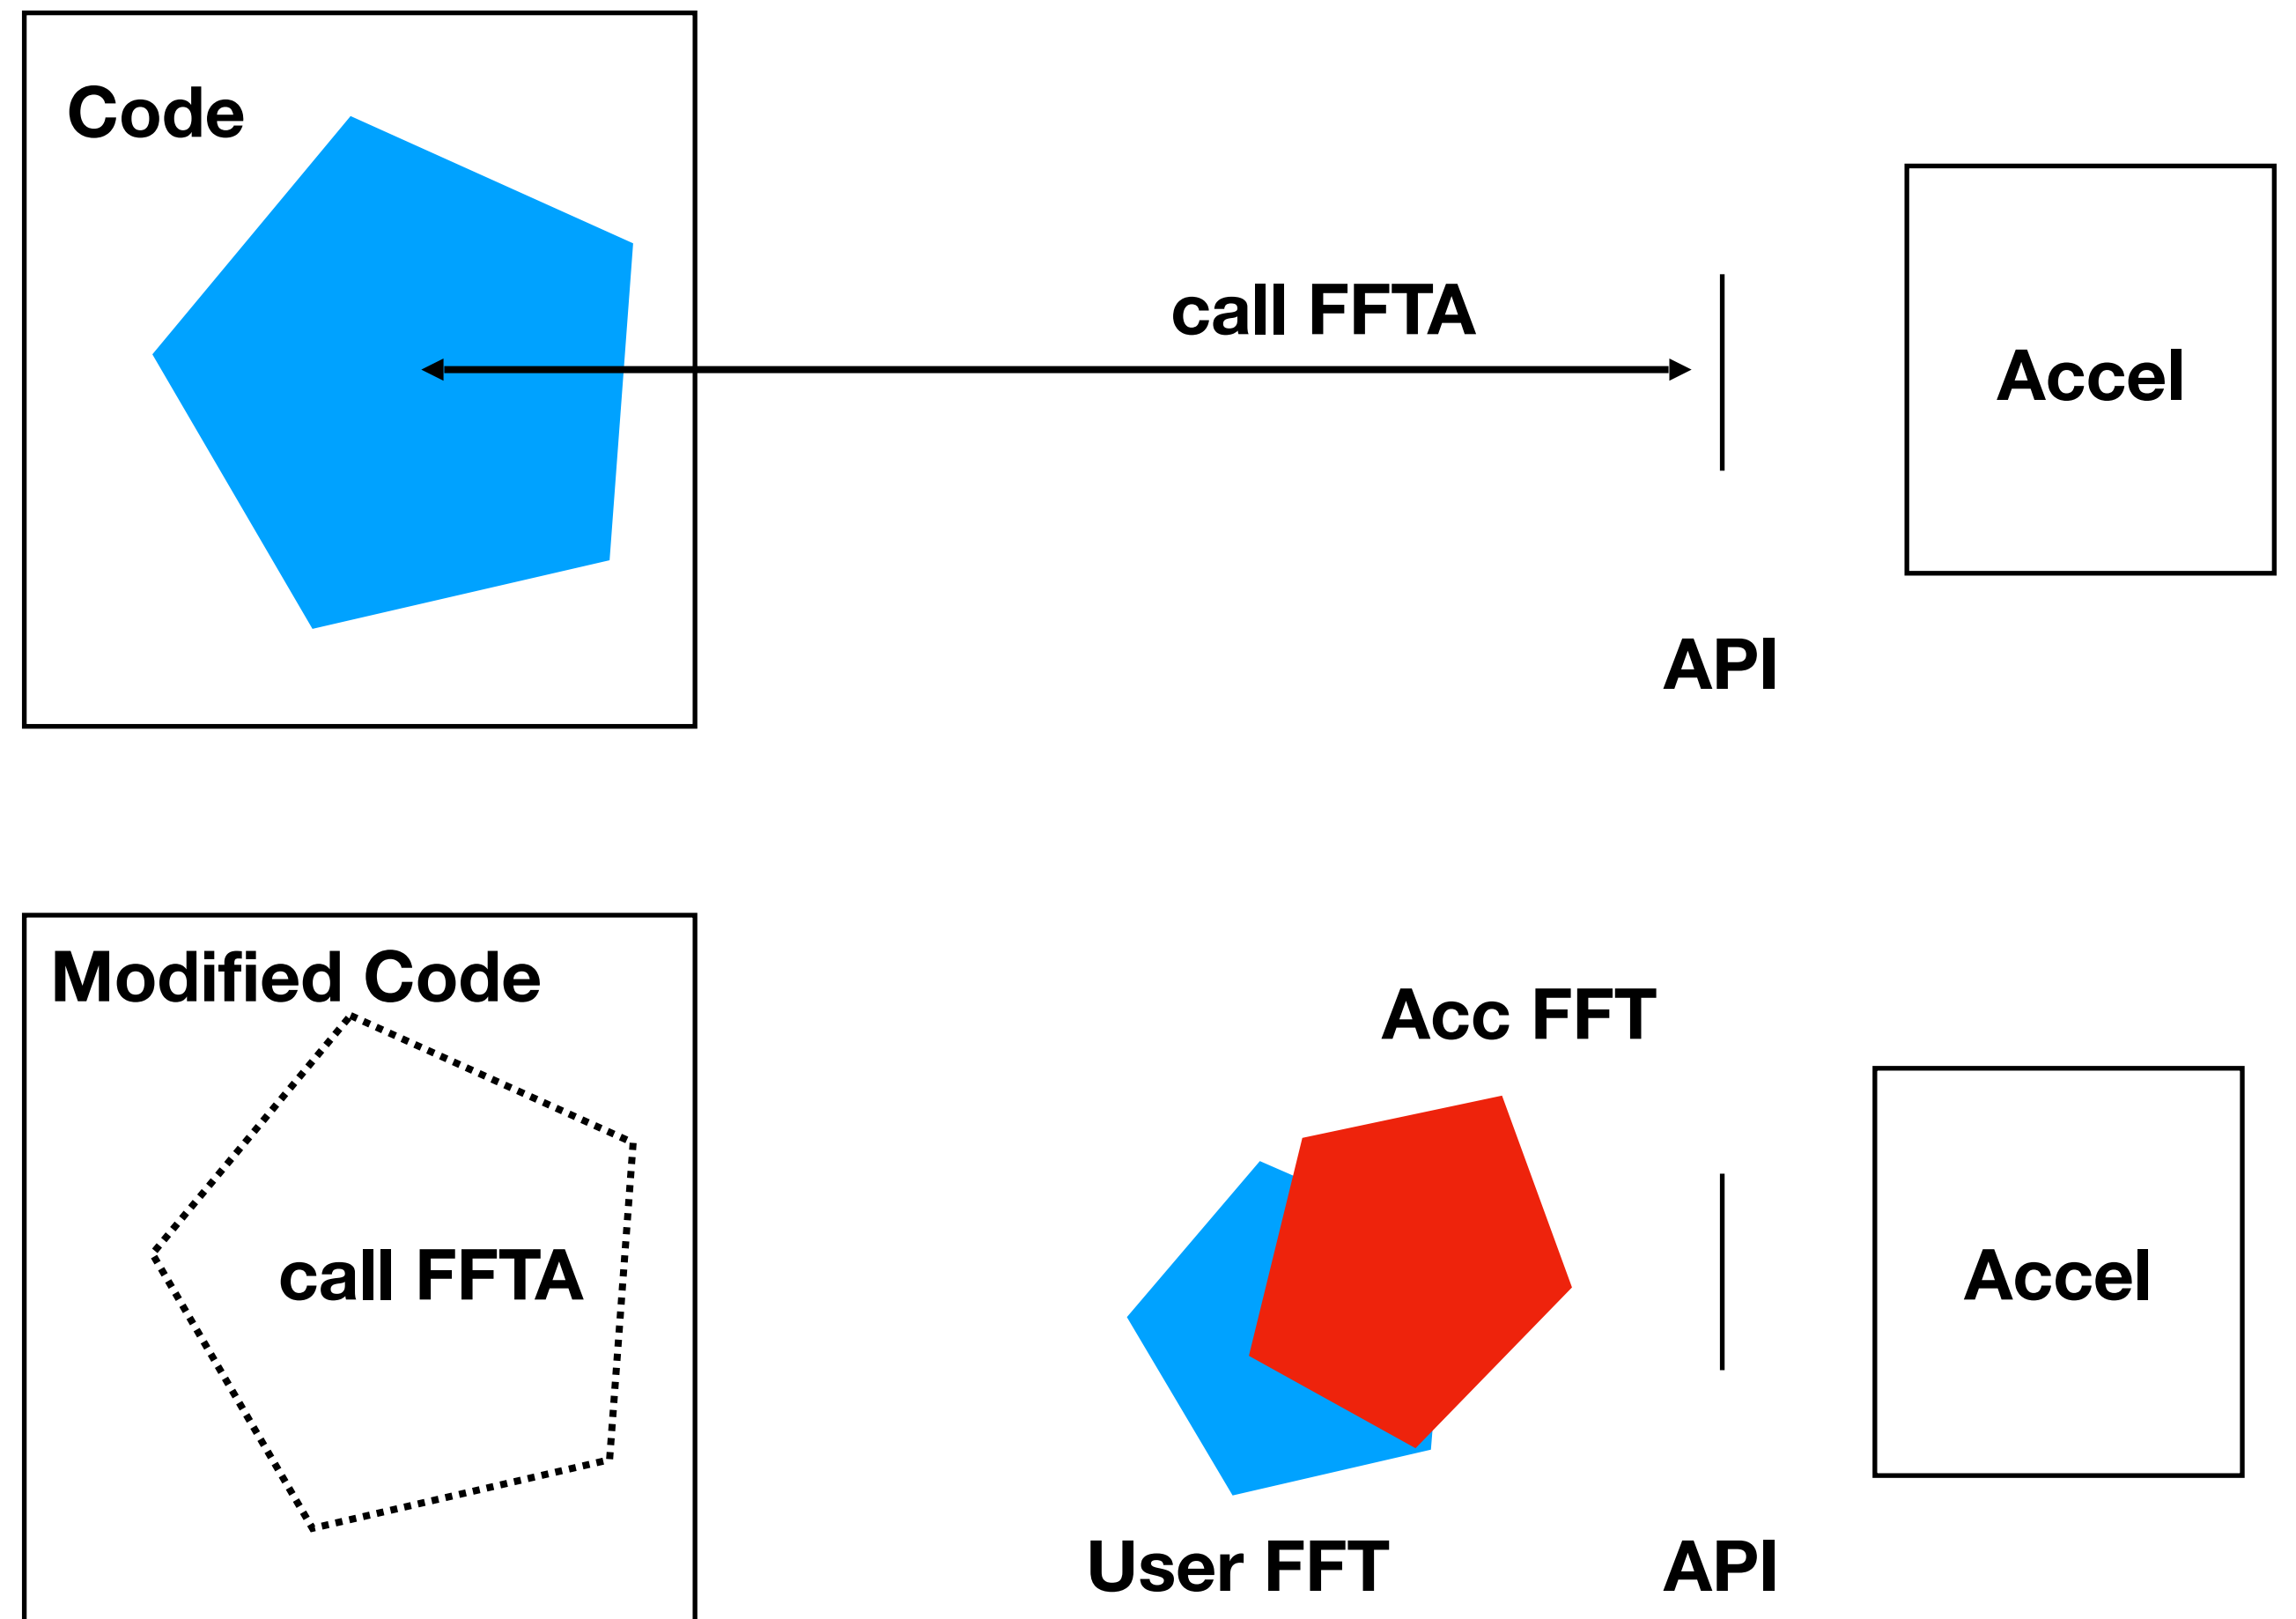 Code
call FFTA
Accel
API
Modified Code
Acc FFT
call FFTA
Accel
User FFT
API